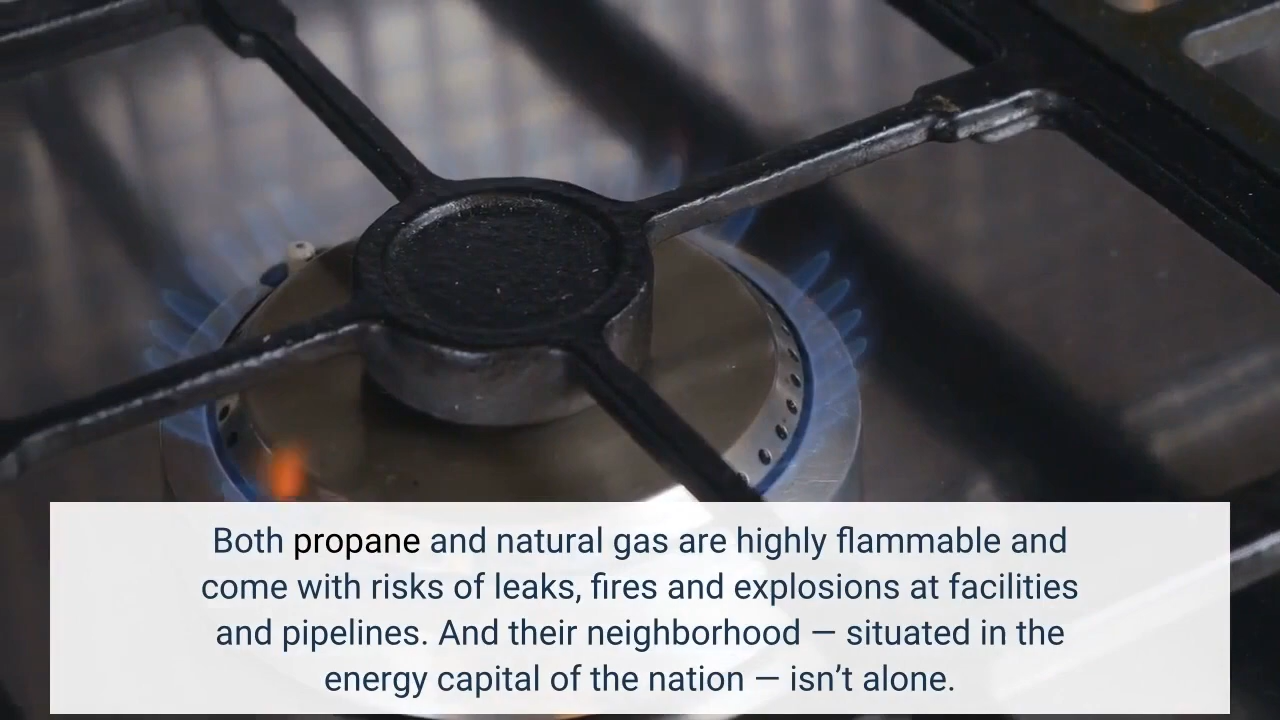 Both propane and natural gas are highly flammable and
come with risks of leaks, fires and explosions at facilities
and pipelines. And their neighborhood — situated in the
energy capital of the nation — isn’t alone.